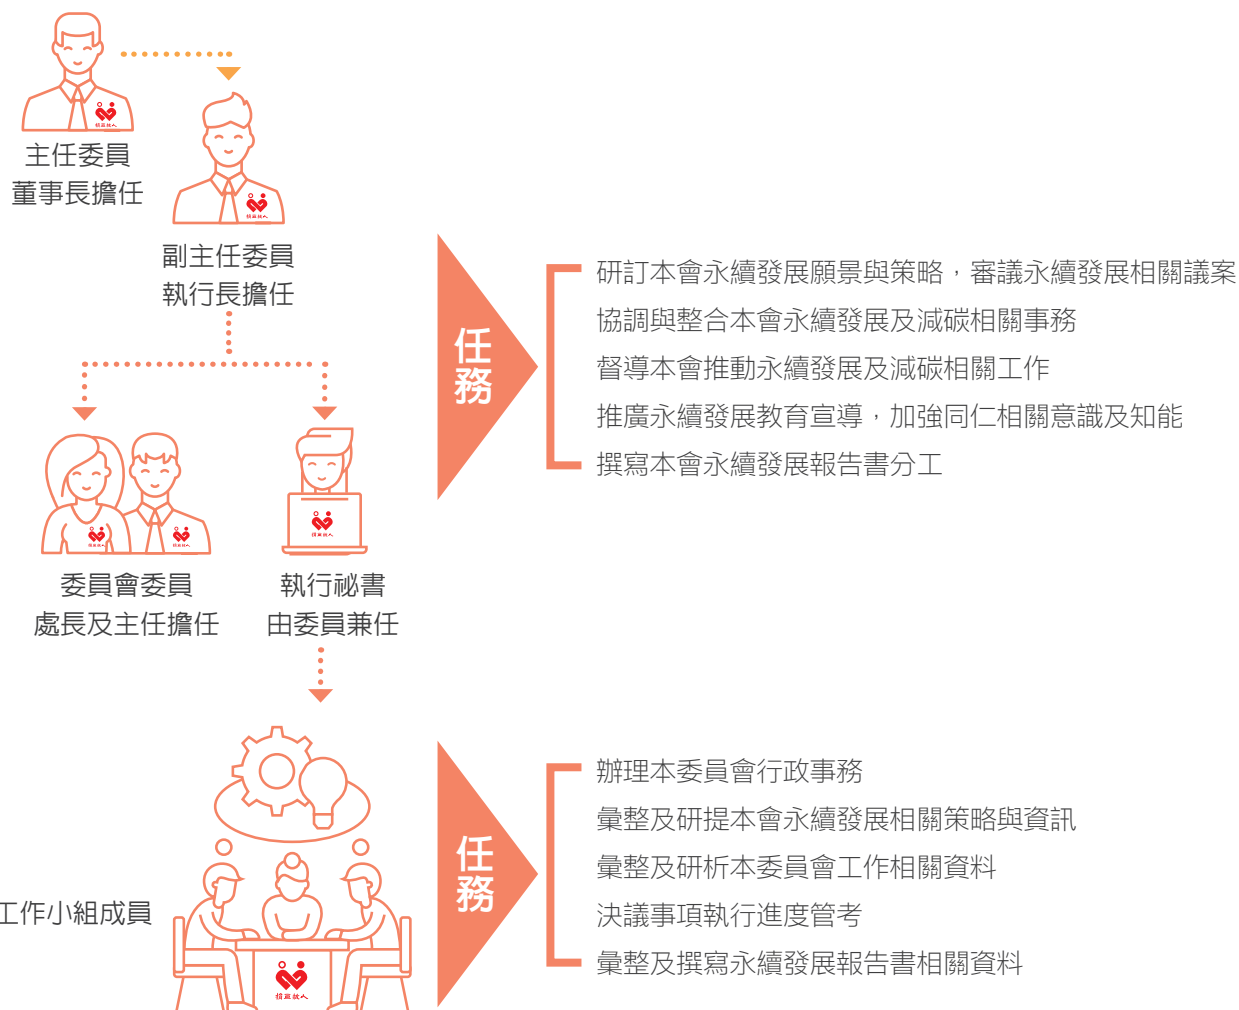 主任委員
董事長擔任
副主任委員
執行長擔任
任務
研訂本會永續發展願景與策略，審議永續發展相關議案
協調與整合本會永續發展及減碳相關事務
督導本會推動永續發展及減碳相關工作
推廣永續發展教育宣導，加強同仁相關意識及知能
撰寫本會永續發展報告書分工
委員會委員
處長及主任擔任
執行祕書
由委員兼任
工作小組成員
任務
辦理本委員會行政事務
彙整及研提本會永續發展相關策略與資訊
彙整及研析本委員會工作相關資料
決議事項執行進度管考
彙整及撰寫永續發展報告書相關資料